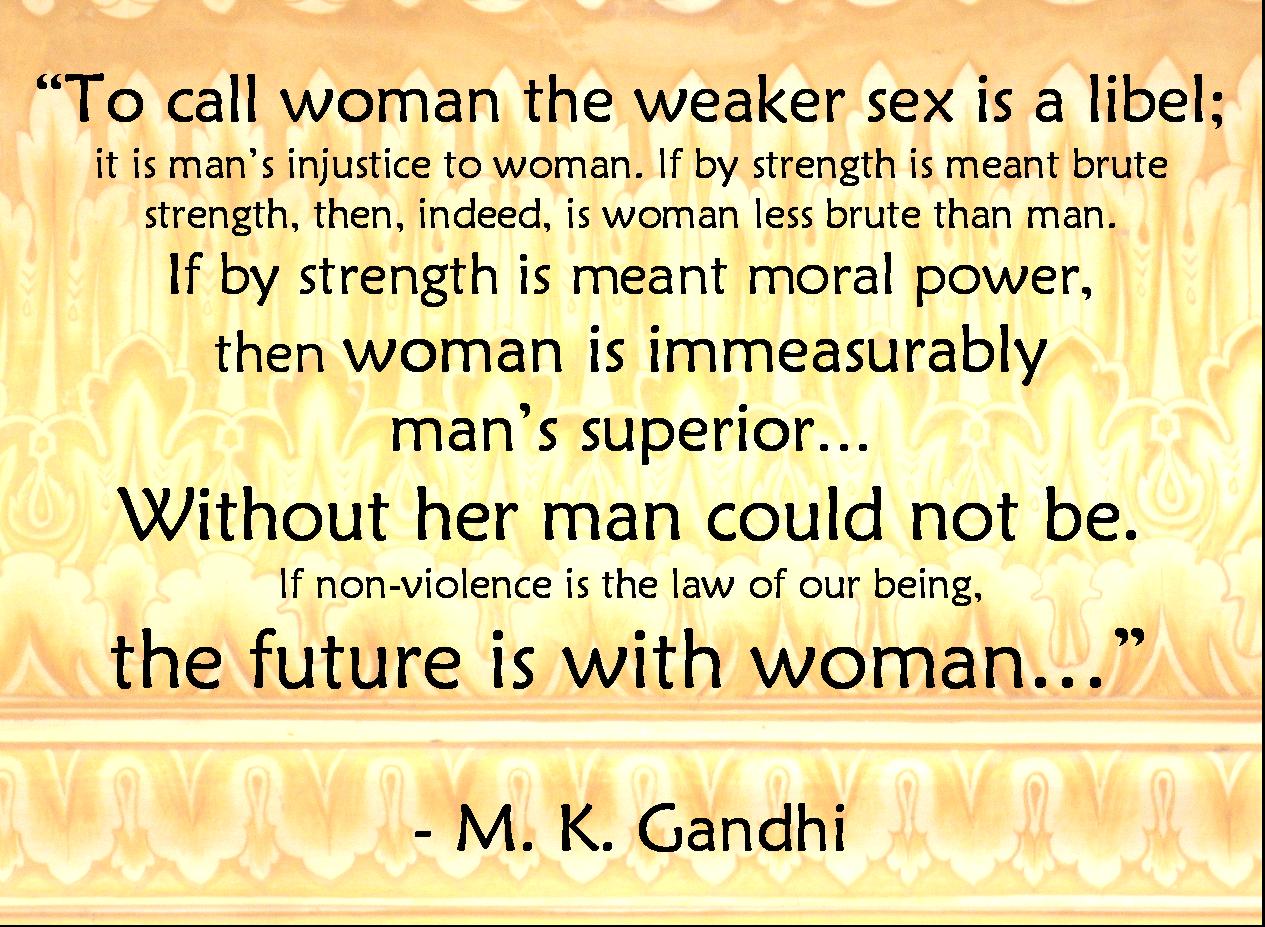 “To call woman the weaker sex is a libel;
it is man’s injustice to woman. If by strength is meant brute
strength, then, indeed, is woman less brute than man.
If by strength is meant moral power,
then woman is immeasurably
man’s superior...
Without her man could not be.
If non-violence is the law of our being,
the future is with woman...”
- M. K. Gandhi